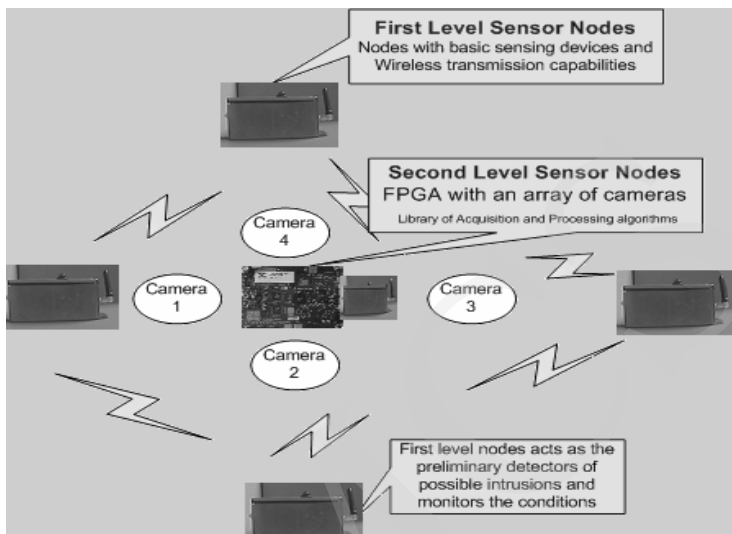 First Level Sensor Nodes
Nodes with basic sensing devices and
Wireless transmission capabilities
Second Level Sensor Nodes
FPGA with an array of cameras
Library of Acquisition and Processing algorithms
Camera
4
Camera
1
Camera
3
Camera
2
First level nodes acts as the
preliminary detectors of
possible intrusions and
monitors the conditions